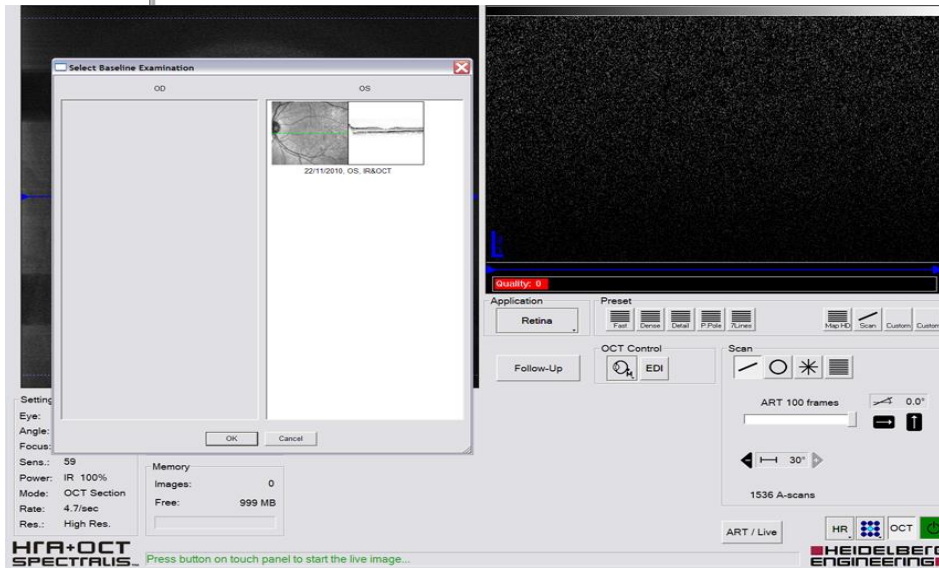 Select Baseline Examination
OD
OS
22/11/2010, OS, IR&OCT
OK
Cancel
Quality: 0
Application
Retina
Preset
Fast
Dense
Detail
P.Pole
7Lines
Map HD
Scan
Custom
Custom
Follow-Up
OCT Control
EDI
Scan
ART 100 frames
0.0°
30°
1536 A-scans
ART / Live
HR
OCT
Setting
Eye:
Angle:
Focus:
Sens.: 59
Power: IR 100%
Mode: OCT Section
Rate: 4.7/sec
Res.: High Res.
Memory
Images: 0
Free: 999 MB
HRA+OCT
SPECTRALIS
Press button on touch panel to start the live image...
HEIDELBERG
ENGINEERING